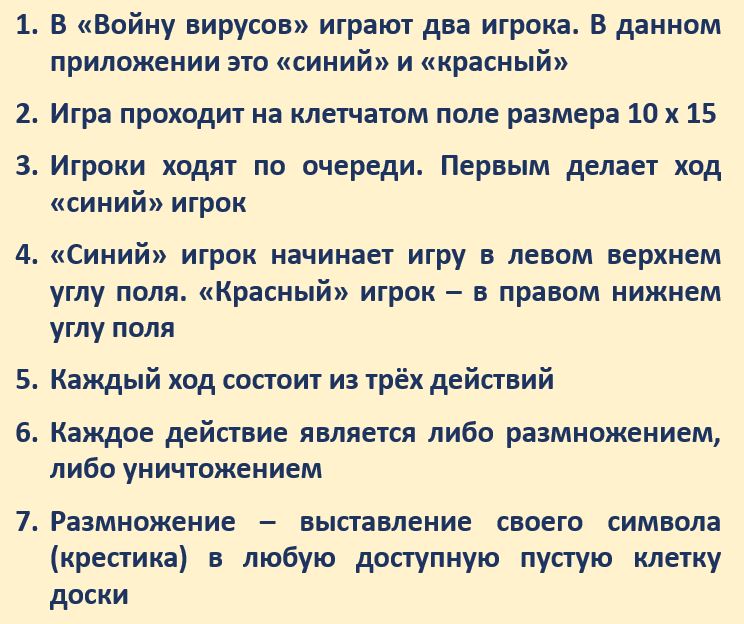 1. В «Войну вирусов» играют два игрока. В данном
приложении это «синий» и «красный»
2. Игра проходит на клетчатом поле размера 10 x 15
3. Игроки ходят по очереди. Первым делает ход
«синий» игрок
4. «Синий» игрок начинает игру в левом верхнем
углу поля. «Красный» игрок – в правом нижнем
углу поля
5. Каждый ход состоит из трёх действий
6. Каждое действие является либо размножением,
либо уничтожением
7. Размножение – выставление своего символа
(крестика) в любую доступную пустую клетку
доски